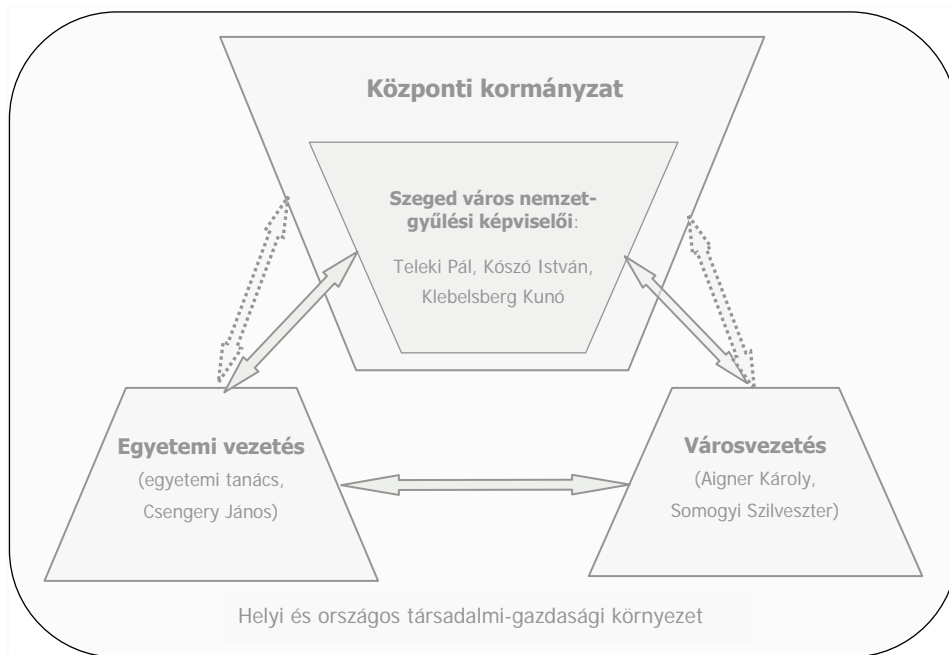 Központi kormányzat
Szeged város nemzet-
gyűlési képviselői:
Teleki Pál, Kószó István,
Klebelsberg Kunó
Egyetemi vezetés
(egyetemi tanács,
Csengery János)
Városvezetés
(Aigner Károly,
Somogyi Szilveszter)
Helyi és országos társadalmi-gazdasági környezet